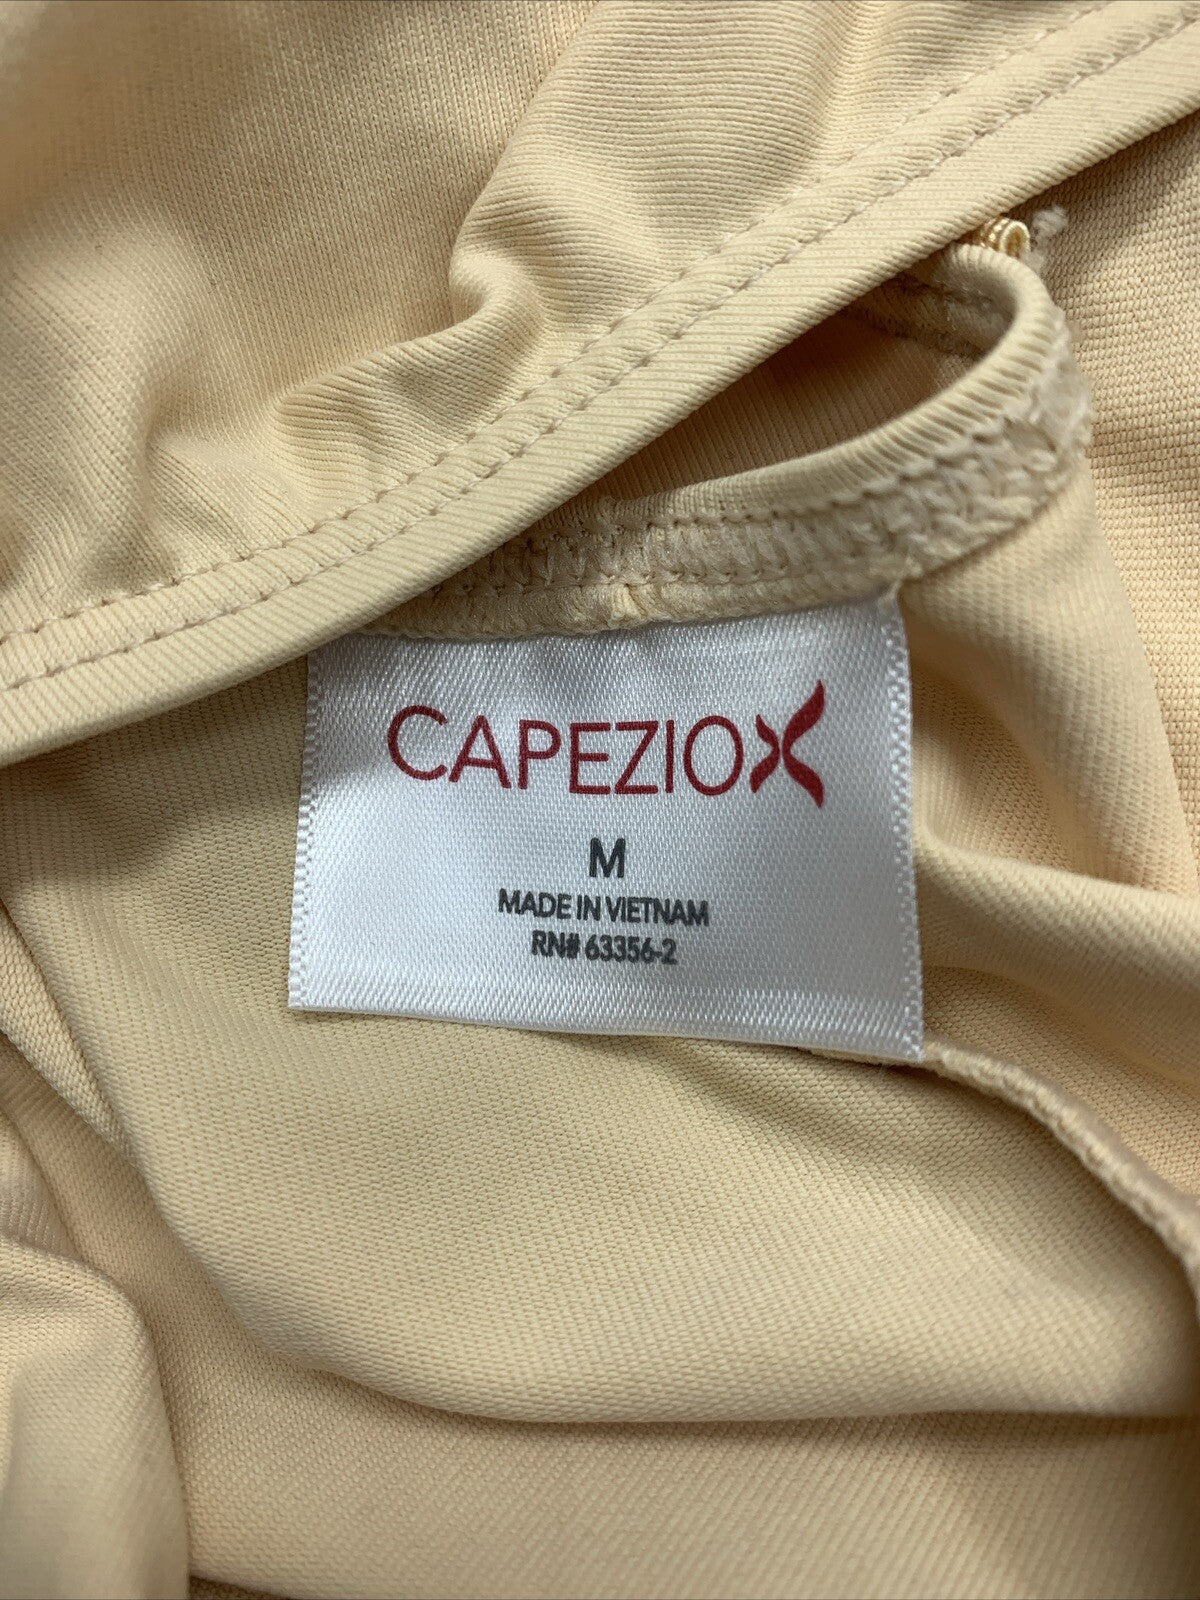 CAPEZIO
M
MADE IN VIETNAM
RN# 63356-2